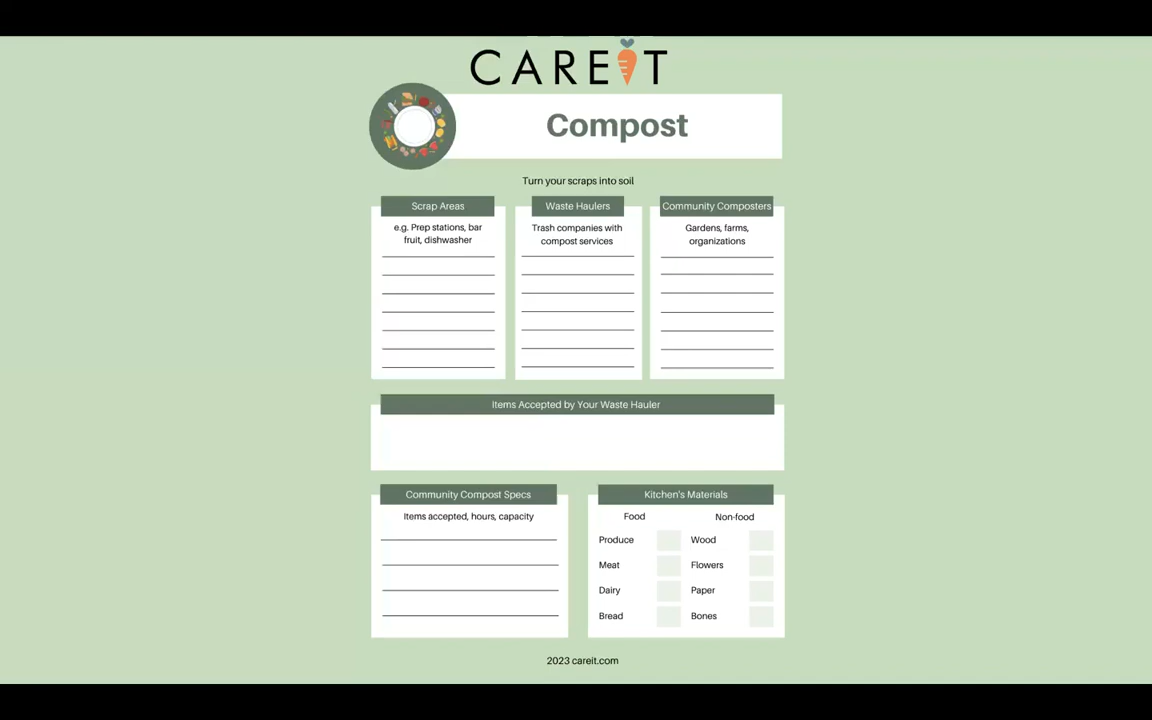 CAREIT
Compost
Turn your scraps into soil
Scrap Areas
e.g. Prep stations, bar
fruit, dishwasher
Waste Haulers
Trash companies with
compost services
Community Composters
Gardens, farms,
organizations
Items Accepted by Your Waste Hauler
Community Compost Specs
Items accepted, hours, capacity
Kitchen's Materials
Food Non-food
Produce Wood
Meat Flowers
Dairy Paper
Bread Bones
2023 careit.com